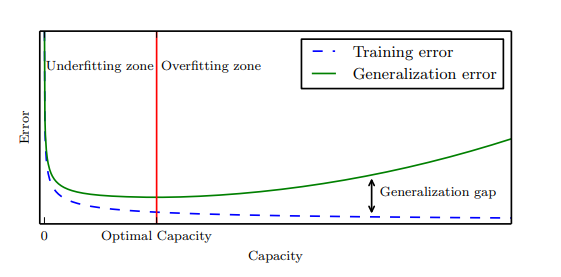 Training error
Generalization error
Underfitting zone
Overfitting zone
Error
Generalization gap
0
Optimal Capacity
Capacity